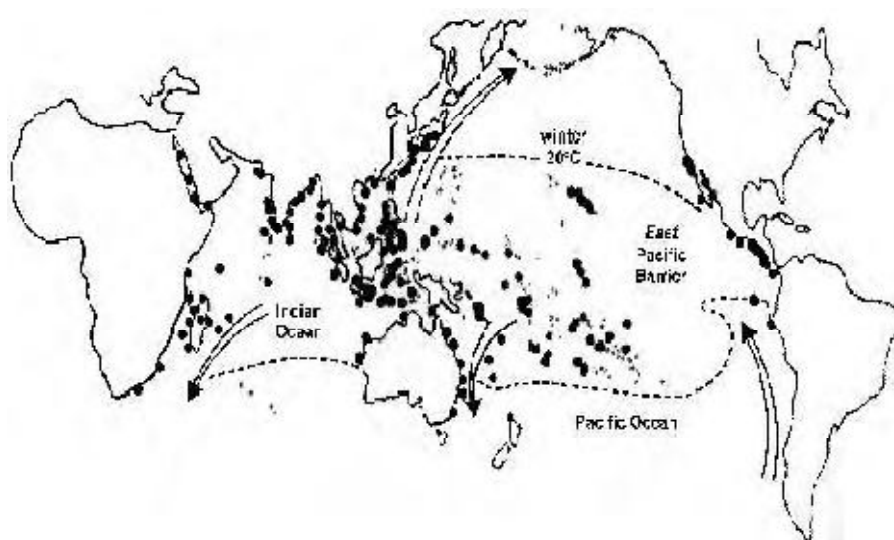 winter
20°C
East
Pacific
Barrier
Indian
Ocean
Pacific Ocean